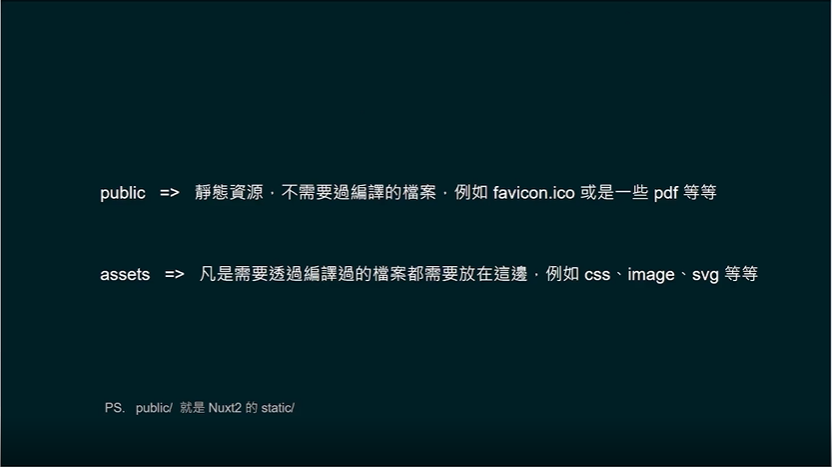 public => 靜態資源，不需要過編譯的檔案，例如 favicon.ico 或是一些 pdf 等等
assets => 凡是需要透過編譯過的檔案都需要放在這邊，例如 css、image、svg 等等
PS. public/ 就是 Nuxt2 的 static/